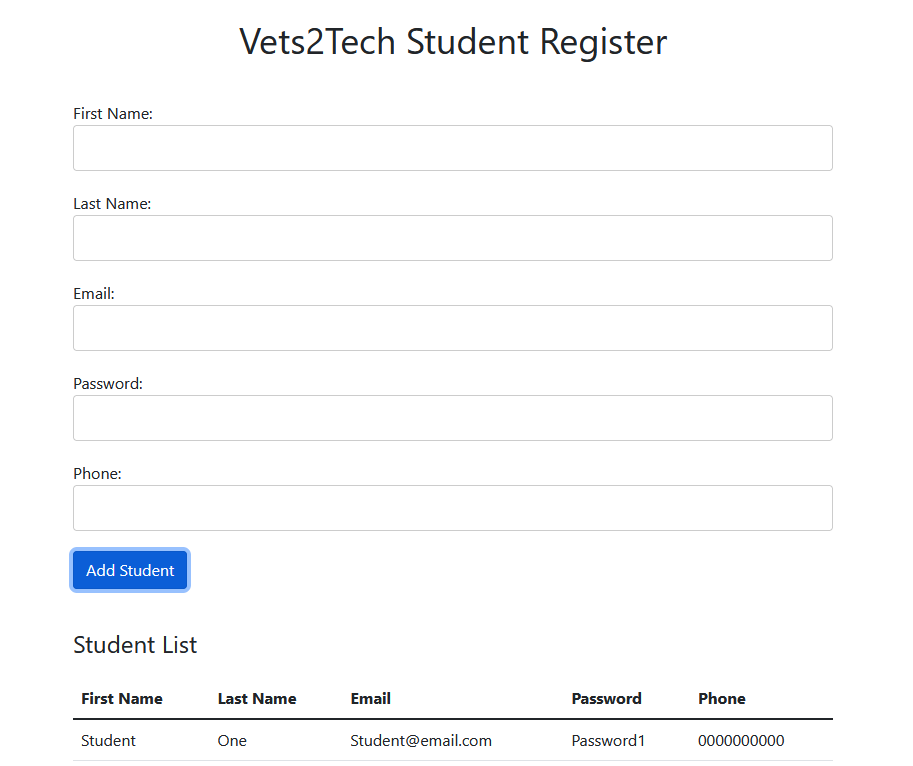 Vets2Tech Student Register
First Name:
Last Name:
Email:
Password:
Phone:
Add Student
Student List
First Name Last Name Email Password Phone
Student One Student@email.com Password1 0000000000